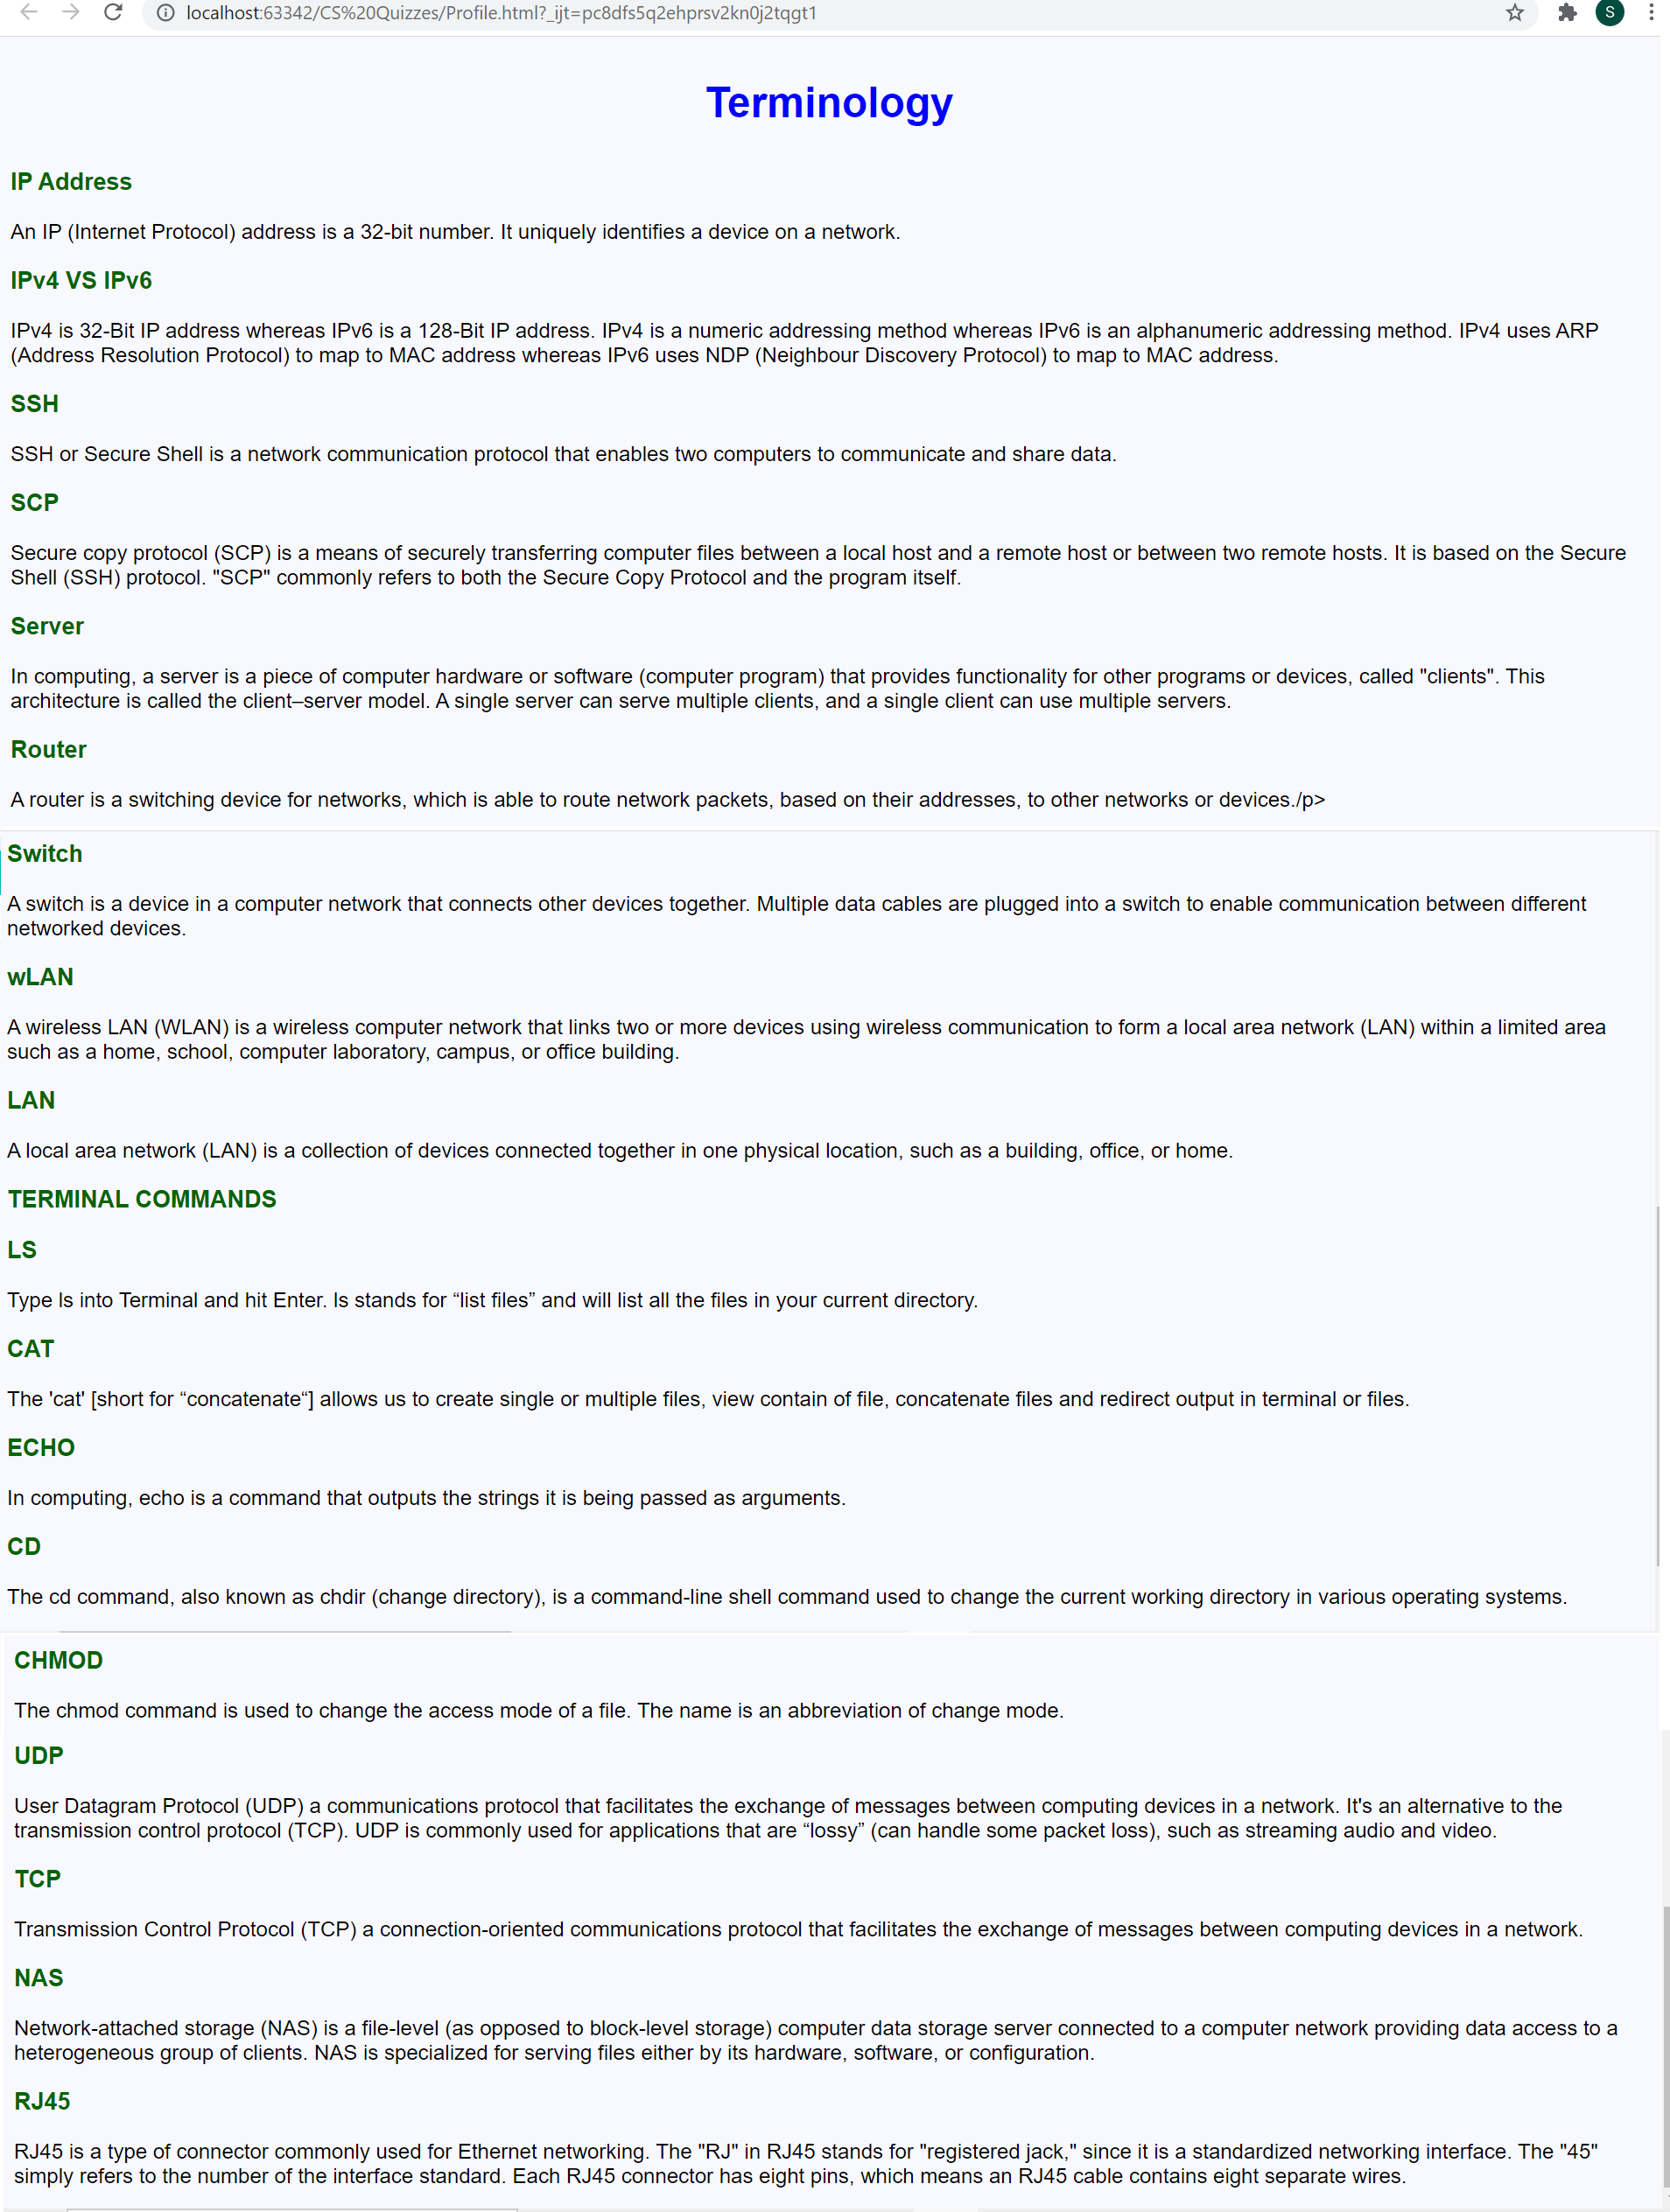 localhost:63342/CS%20Quizzes/Profile.html?_ijt=pc8dfs5q2ehprsv2kn0j2tqgt1
S
Terminology
IP Address
An IP (Internet Protocol) address is a 32-bit number. It uniquely identifies a device on a network.
IPv4 VS IPv6
IPv4 is 32-Bit IP address whereas IPv6 is a 128-Bit IP address. IPv4 is a numeric addressing method whereas IPv6 is an alphanumeric addressing method. IPv4 uses ARP
(Address Resolution Protocol) to map to MAC address whereas IPv6 uses NDP (Neighbour Discovery Protocol) to map to MAC address.
SSH
SSH or Secure Shell is a network communication protocol that enables two computers to communicate and share data.
SCP
Secure copy protocol (SCP) is a means of securely transferring computer files between a local host and a remote host or between two remote hosts. It is based on the Secure
Shell (SSH) protocol. "SCP" commonly refers to both the Secure Copy Protocol and the program itself.
Server
In computing, a server is a piece of computer hardware or software (computer program) that provides functionality for other programs or devices, called "clients". This
architecture is called the client–server model. A single server can serve multiple clients, and a single client can use multiple servers.
Router
A router is a switching device for networks, which is able to route network packets, based on their addresses, to other networks or devices./p>
Switch
A switch is a device in a computer network that connects other devices together. Multiple data cables are plugged into a switch to enable communication between different
networked devices.
wLAN
A wireless LAN (WLAN) is a wireless computer network that links two or more devices using wireless communication to form a local area network (LAN) within a limited area
such as a home, school, computer laboratory, campus, or office building.
LAN
A local area network (LAN) is a collection of devices connected together in one physical location, such as a building, office, or home.
TERMINAL COMMANDS
LS
Type ls into Terminal and hit Enter. ls stands for “list files” and will list all the files in your current directory.
CAT
The 'cat' [short for “concatenate“] allows us to create single or multiple files, view contain of file, concatenate files and redirect output in terminal or files.
ECHO
In computing, echo is a command that outputs the strings it is being passed as arguments.
CD
The cd command, also known as chdir (change directory), is a command-line shell command used to change the current working directory in various operating systems.
CHMOD
The chmod command is used to change the access mode of a file. The name is an abbreviation of change mode.
UDP
User Datagram Protocol (UDP) a communications protocol that facilitates the exchange of messages between computing devices in a network. It's an alternative to the
transmission control protocol (TCP). UDP is commonly used for applications that are “lossy” (can handle some packet loss), such as streaming audio and video.
TCP
Transmission Control Protocol (TCP) a connection-oriented communications protocol that facilitates the exchange of messages between computing devices in a network.
NAS
Network-attached storage (NAS) is a file-level (as opposed to block-level storage) computer data storage server connected to a computer network providing data access to a
heterogeneous group of clients. NAS is specialized for serving files either by its hardware, software, or configuration.
RJ45
RJ45 is a type of connector commonly used for Ethernet networking. The "RJ" in RJ45 stands for "registered jack," since it is a standardized networking interface. The "45"
simply refers to the number of the interface standard. Each RJ45 connector has eight pins, which means an RJ45 cable contains eight separate wires.